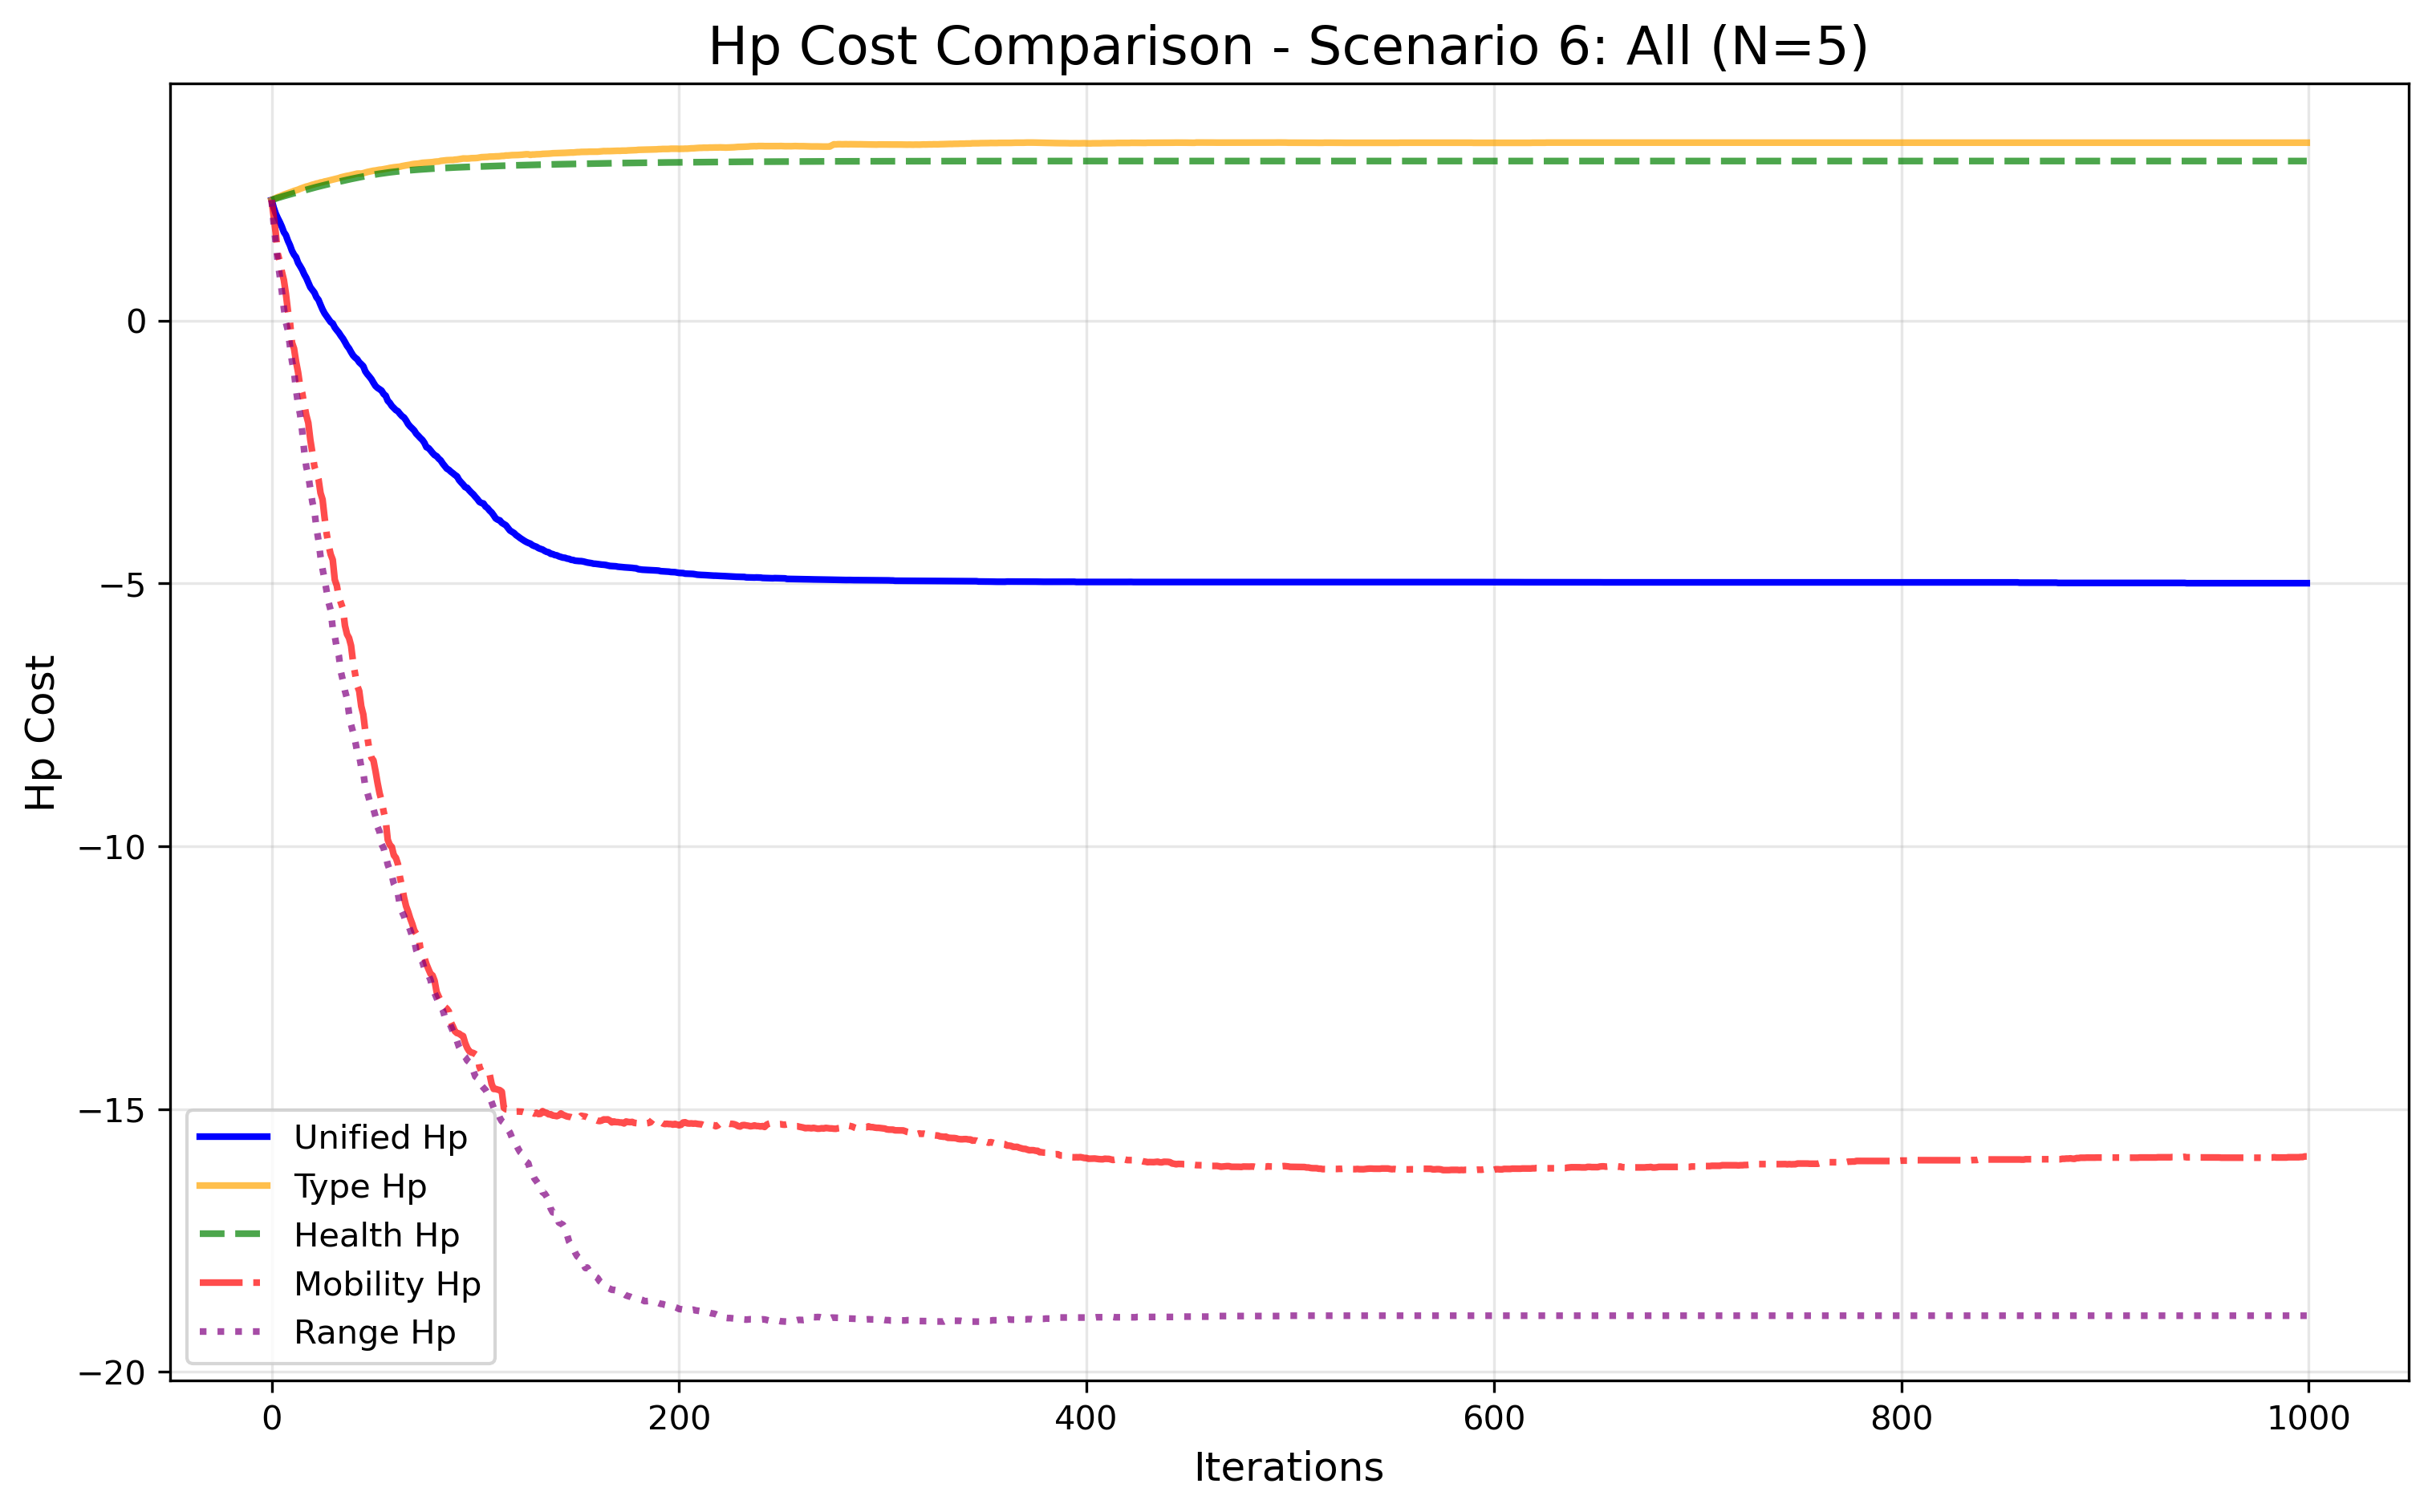 Hp Cost Comparison - Scenario 6: All (N=5)
Hp Cost
0
−5
−10
−15
−20
Unified Hp
Type Hp
Health Hp
Mobility Hp
Range Hp
0 200 400 600 800 1000
Iterations